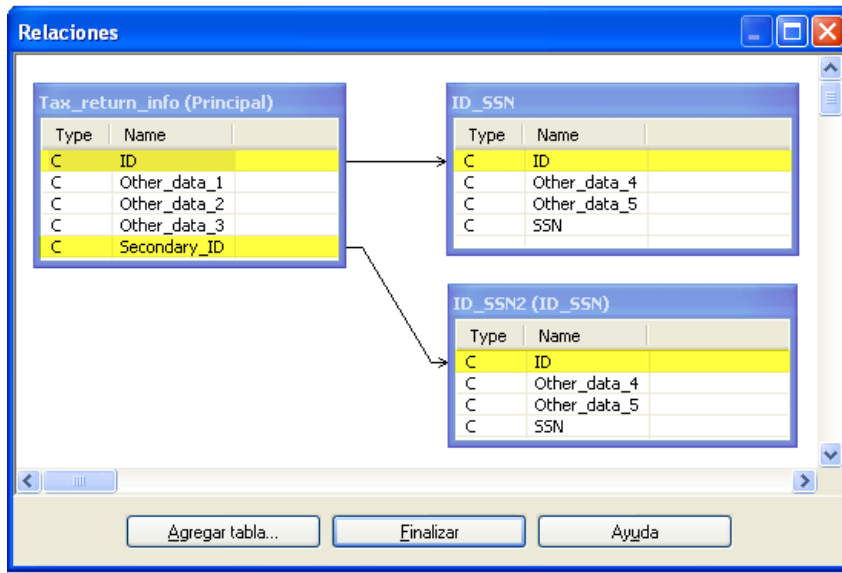 Relaciones
Tax_return_info (Principal)
Type Name
C ID
C Other_data_1
C Other_data_2
C Other_data_3
C Secondary_ID
ID_SSN
Type Name
C ID
C Other_data_4
C Other_data_5
C SSN
ID_SSN2 (ID_SSN)
Type Name
C ID
C Other_data_4
C Other_data_5
C SSN
Agregar tabla... Finalizar Ayuda